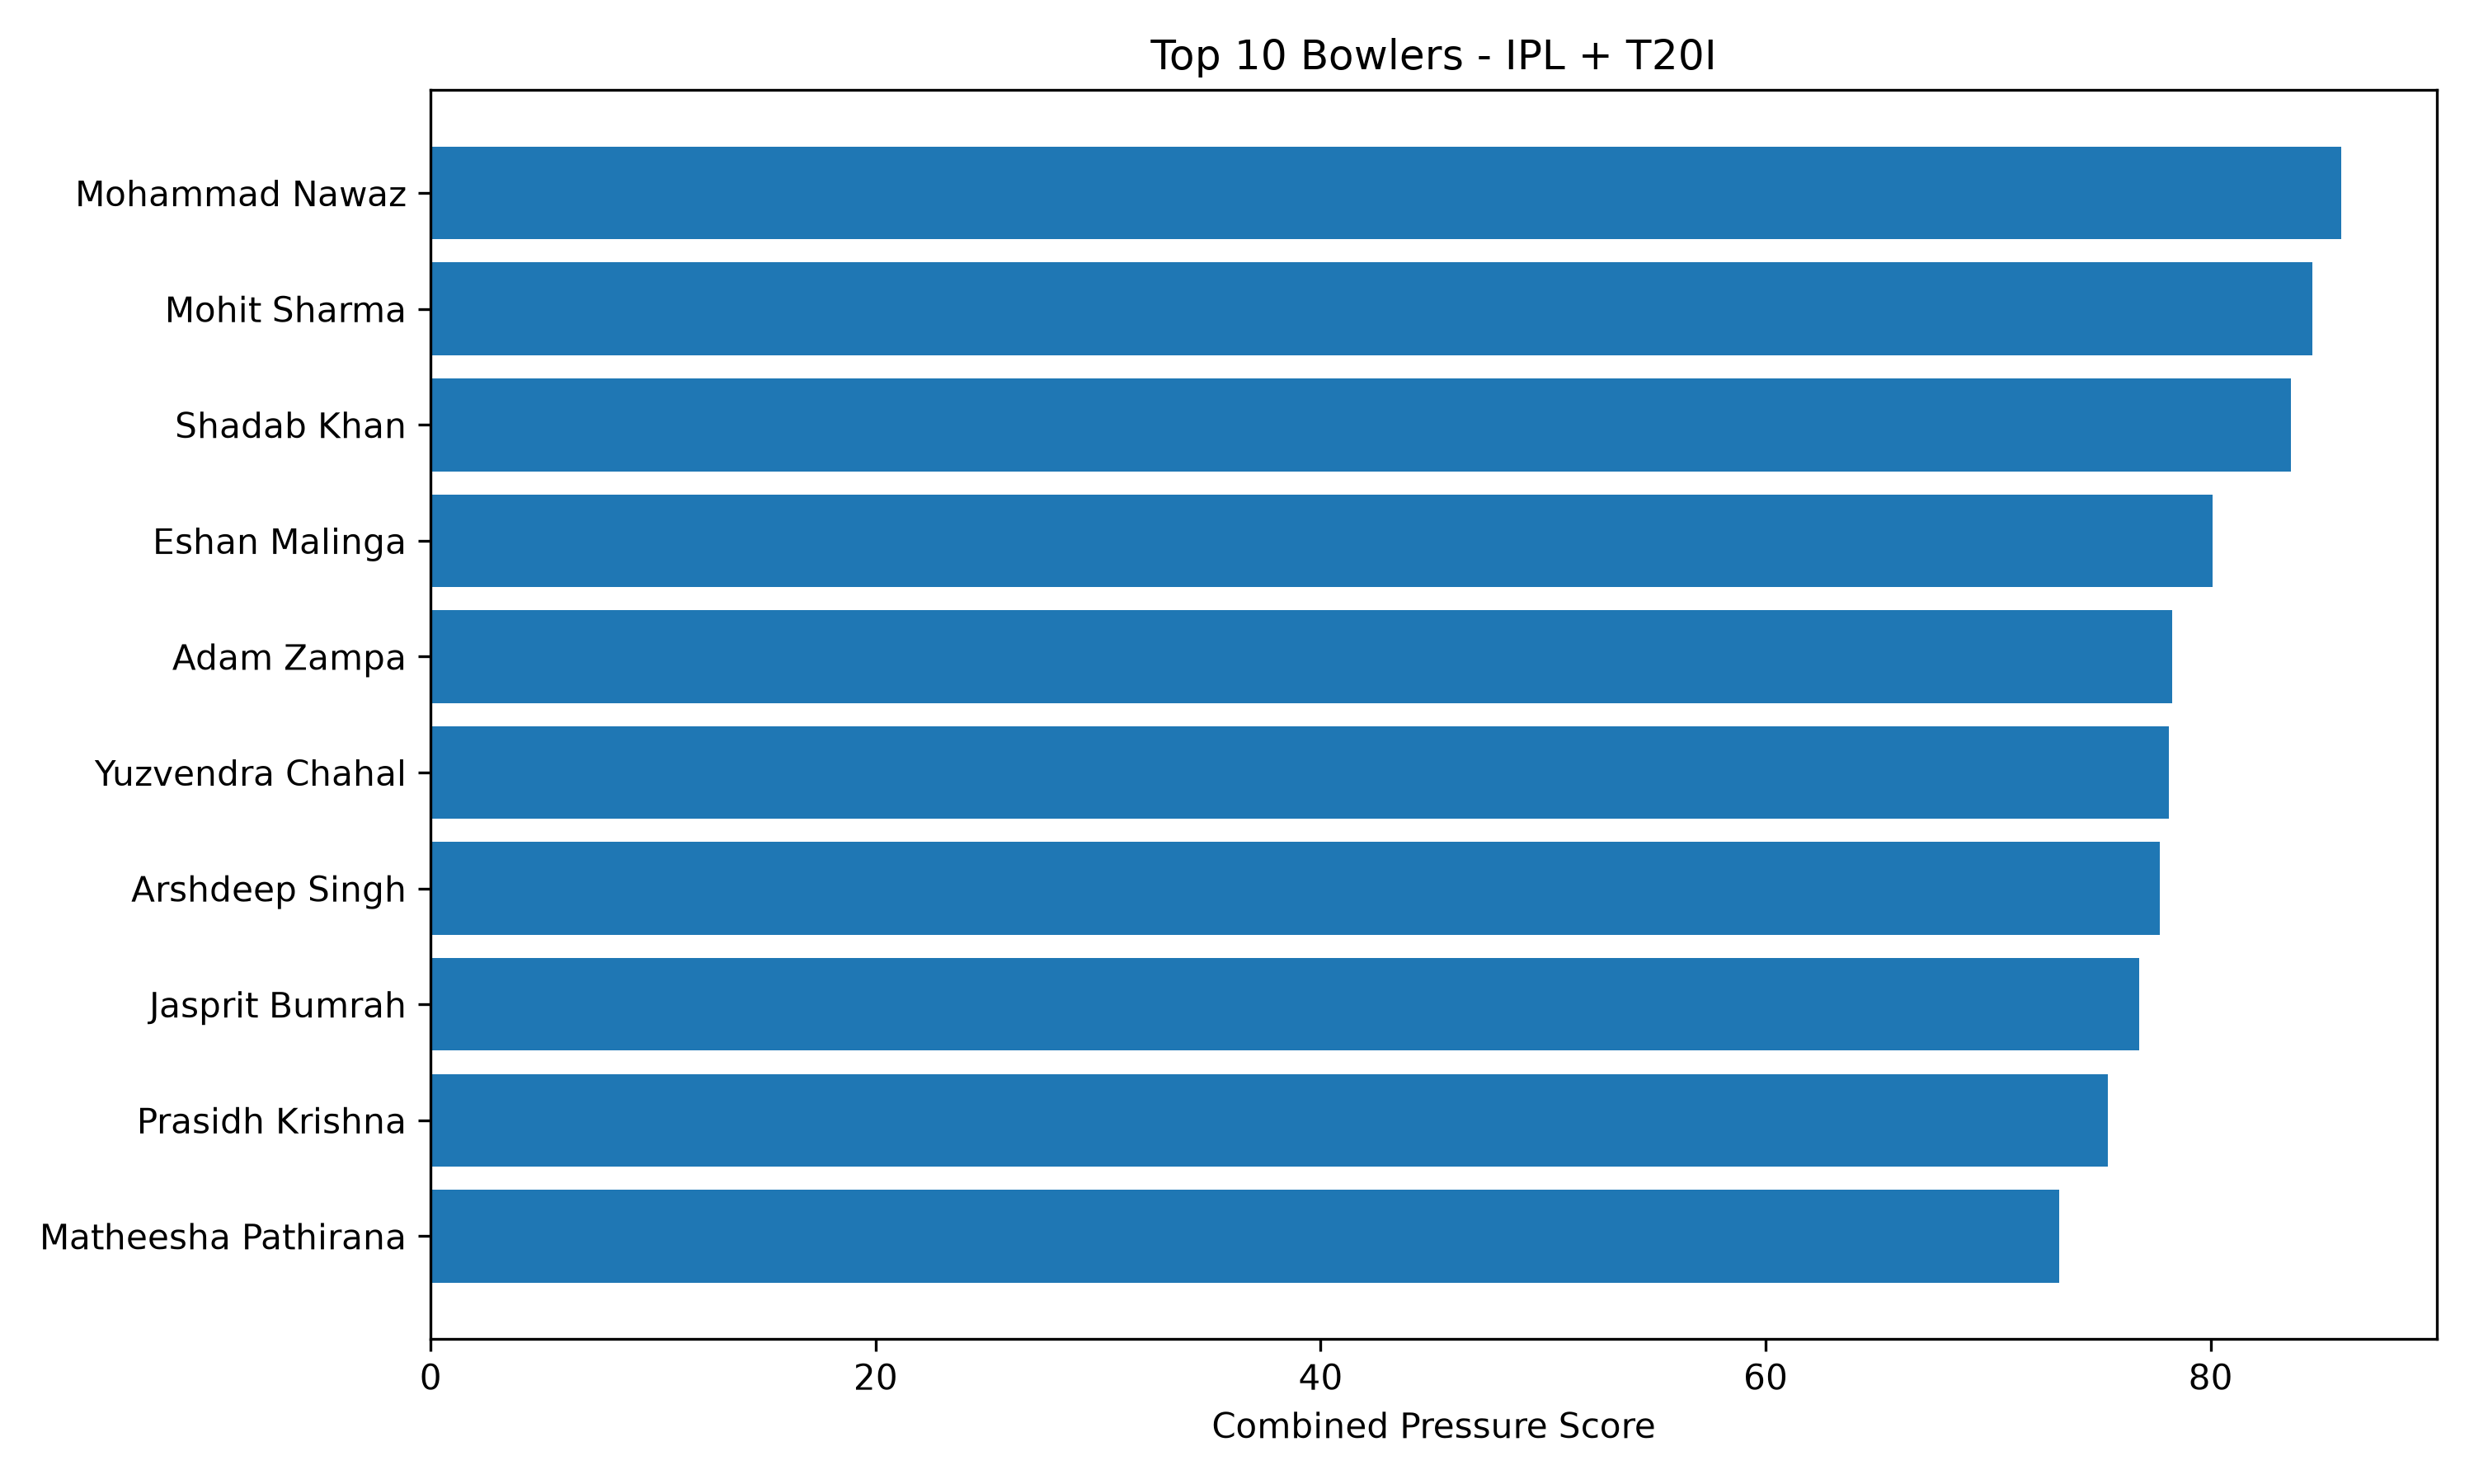 Top 10 Bowlers - IPL + T20I
Mohammad Nawaz
Mohit Sharma
Shadab Khan
Eshan Malinga
Adam Zampa
Yuzvendra Chahal
Arshdeep Singh
Jasprit Bumrah
Prasidh Krishna
Matheesha Pathirana
0 20 40 60 80
Combined Pressure Score